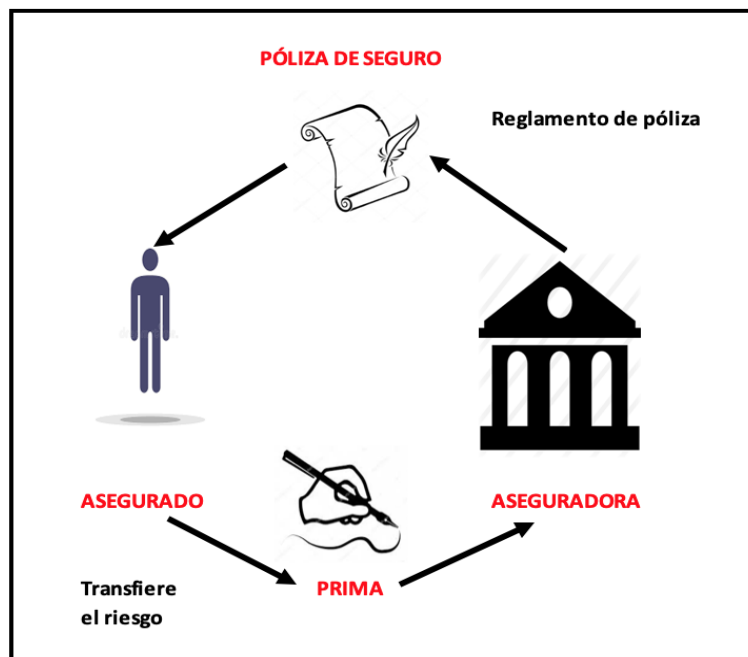 PÓLIZA DE SEGURO
Reglamento de póliza
ASEGURADO
ASEGURADORA
Transfiere
el riesgo
PRIMA